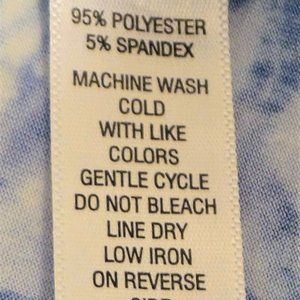 95% POLYESTER
5% SPANDEX
MACHINE WASH
COLD
WITH LIKE
COLORS
GENTLE CYCLE
DO NOT BLEACH
LINE DRY
LOW IRON
ON REVERSE